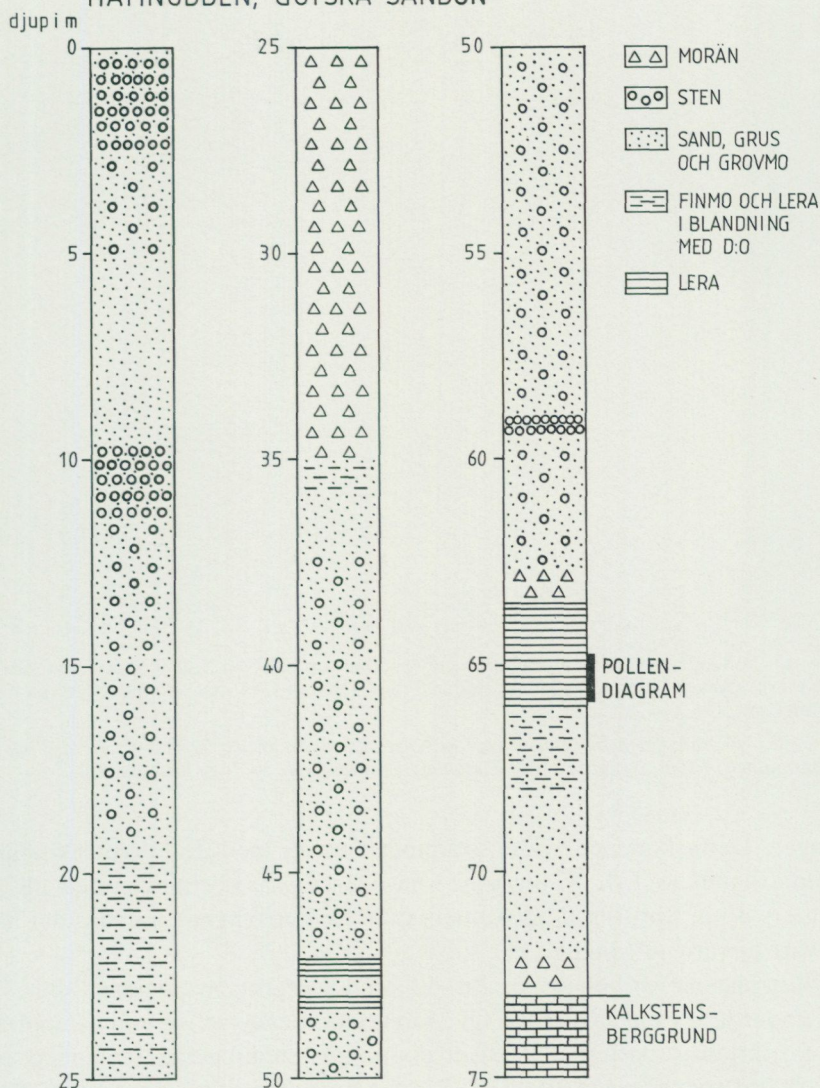 HAMNUDDEN, GOTSKA SANDÖN
djup i m
0
5
10
15
20
25
25
30
35
40
45
50
50
55
60
65
70
75
MORÄN
STEN
SAND, GRUS
OCH GROVMO
FINMO OCH LERA
I BLANDNING
MED D:O
LERA
POLLEN-
DIAGRAM
KALKSTENS-
BERGGRUND